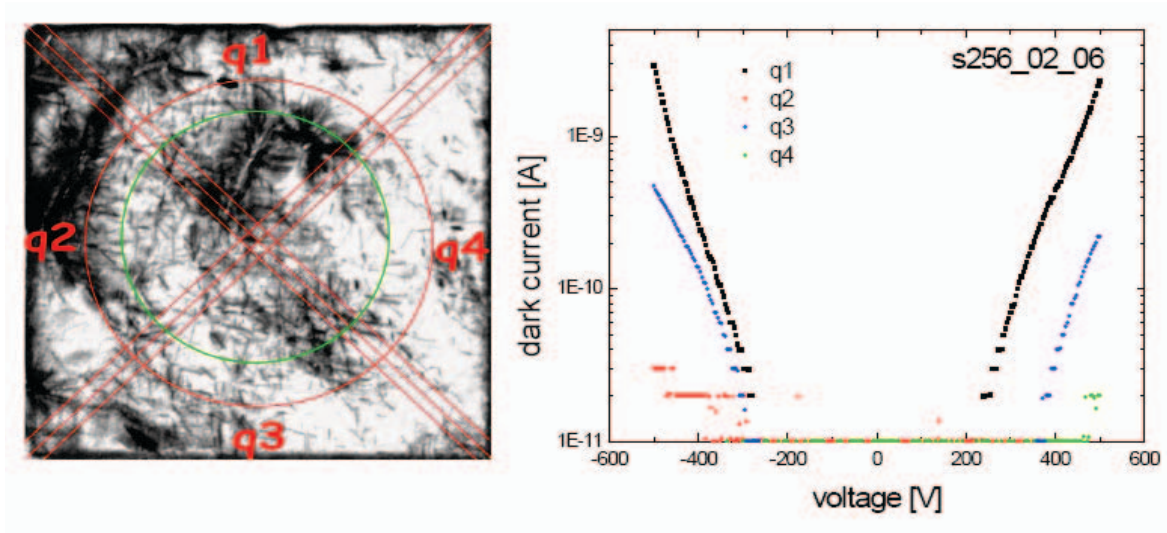 q1
q2
q4
q3
s256_02_06
q1
q2
q3
q4
1E-9
1E-10
1E-11
dark current [A]
-600 -400 -200 0 200 400 600
voltage [V]